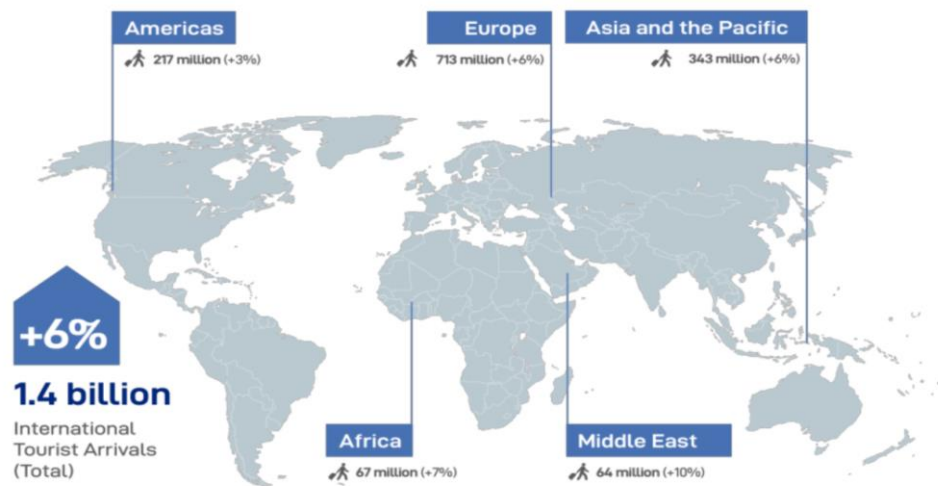 Americas
217 million (+3%)
Europe
713 million (+6%)
Asia and the Pacific
343 million (+6%)
+6%
1.4 billion
International
Tourist Arrivals
(Total)
Africa
67 million (+7%)
Middle East
64 million (+10%)